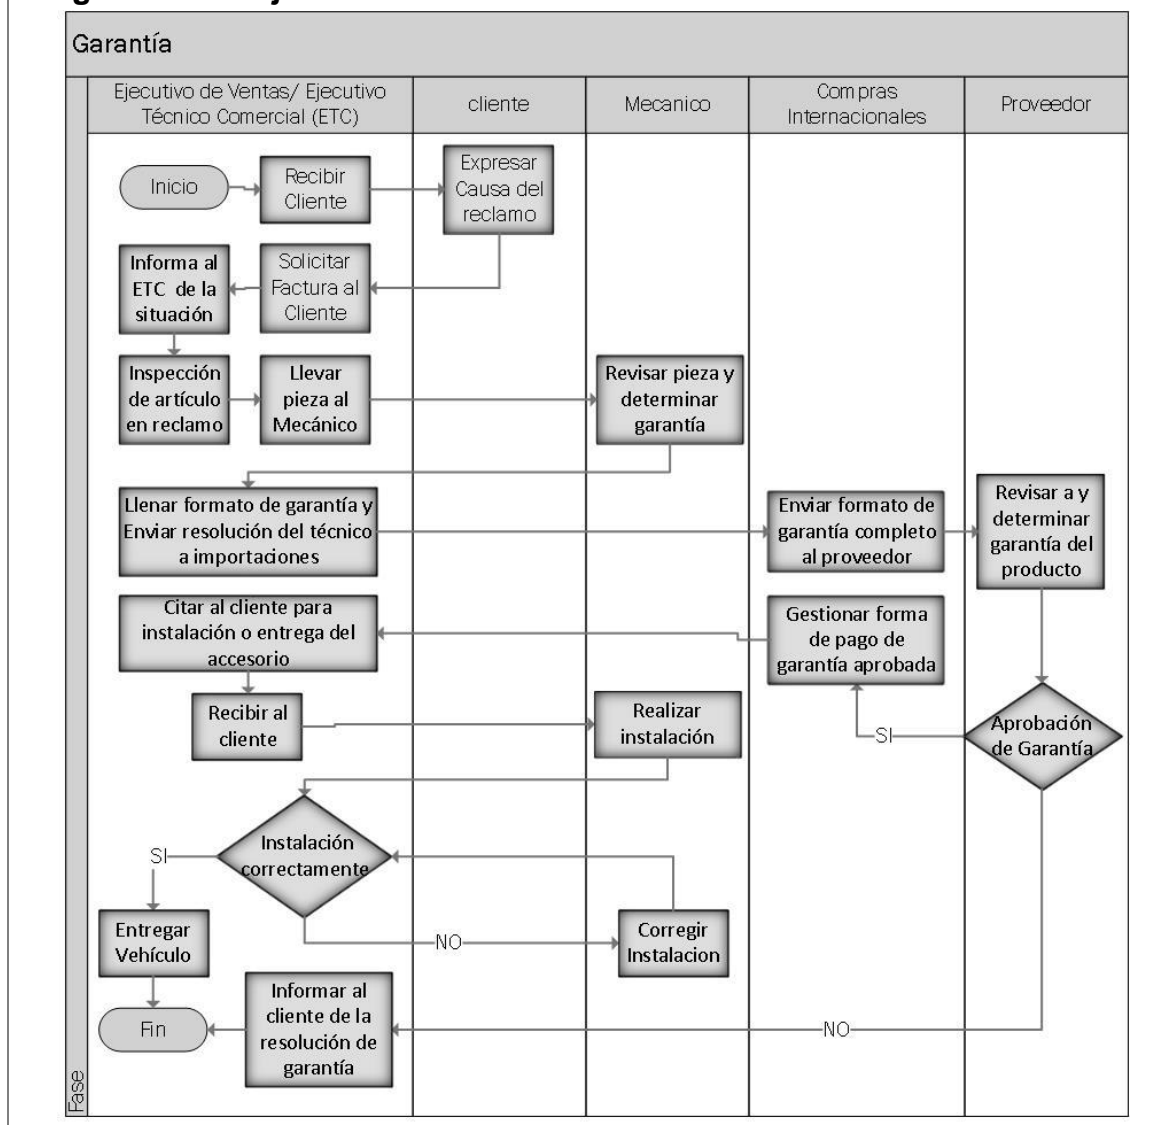 Garantía
Ejecutivo de Ventas/ Ejecutivo
Técnico Comercial (ETC)
cliente
Mecanico
Compras
Internacionales
Proveedor
Inicio
Recibir
Cliente
Expresar
Causa del
reclamo
Informa al
ETC de la
situación
Solicitar
Factura al
Cliente
Inspección
de artículo
en reclamo
Llevar
pieza al
Mecánico
Revisar pieza y
determinar
garantía
Llenar formato de garantía y
Enviar resolución del técnico
a importaciones
Enviar formato de
garantía completo
al proveedor
Revisar a y
determinar
garantía del
producto
Citar al cliente para
instalación o entrega del
accesorio
Gestionar forma
de pago de
garantía aprobada
Recibir al
cliente
Realizar
instalación
SI
Aprobación
de Garantía
Instalación
correctamente
SI
Entregar
Vehículo
NO
Corregir
Instalacion
Informar al
cliente de la
resolución de
garantía
NO
Fin
Fase